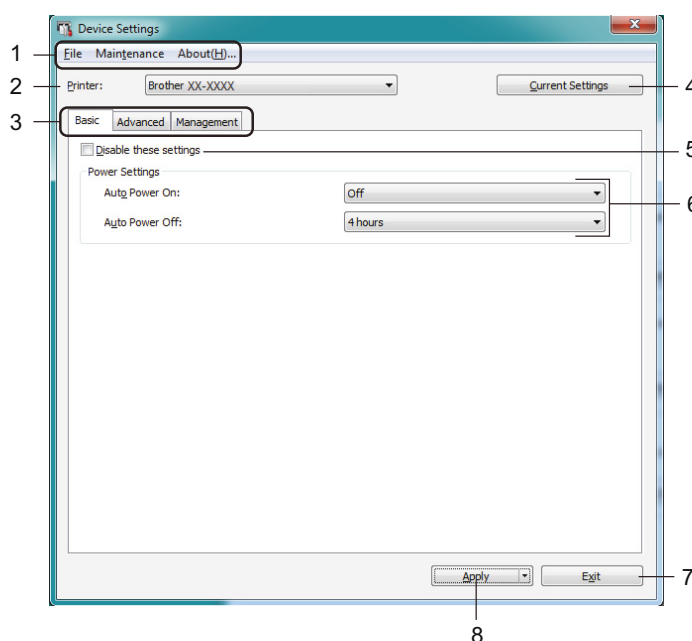 Device Settings
1 File Maintenance About(H)...
2 Printer: Brother XX-XXXX Current Settings 4
3 Basic Advanced Management
Disable these settings 5
Power Settings
Auto Power On: Off
6
Auto Power Off: 4 hours
Apply Exit 7
8